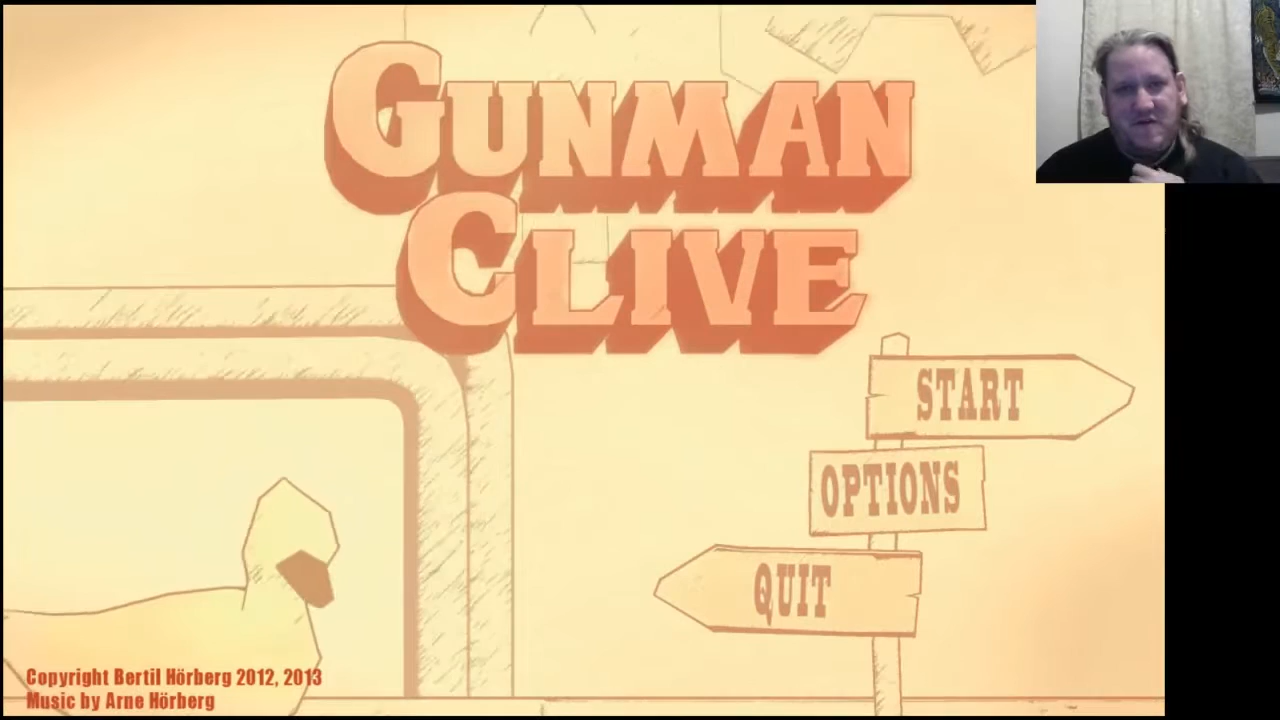 GUNMAN
CLIVE
START
OPTIONS
QUIT
Copyright Bertil Hörberg 2012, 2013
Music by Arne Hörberg